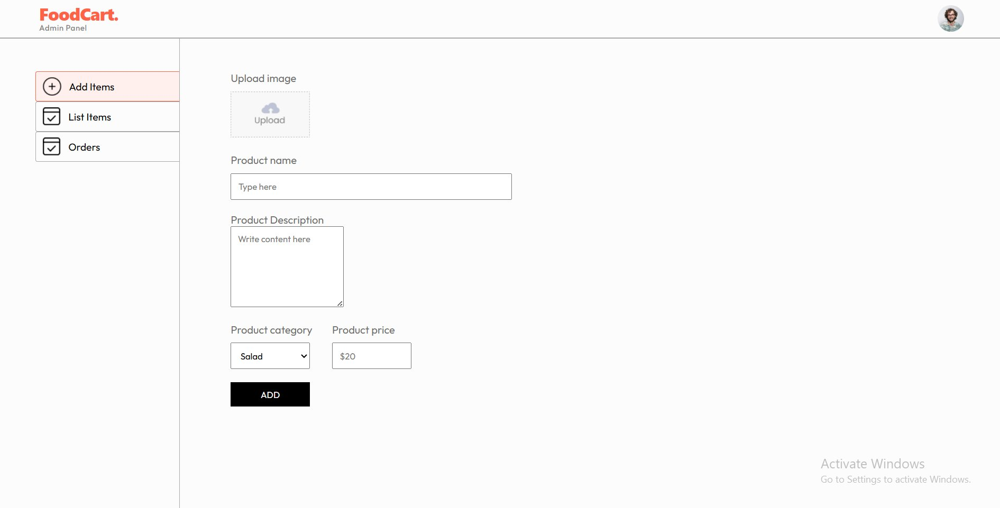 FoodCart.
Admin Panel
Add Items
List Items
Orders
Upload image
Upload
Product name
Type here
Product Description
Write content here
Product category
Product price
Salad
$20
ADD
Activate Windows
Go to Settings to activate Windows.